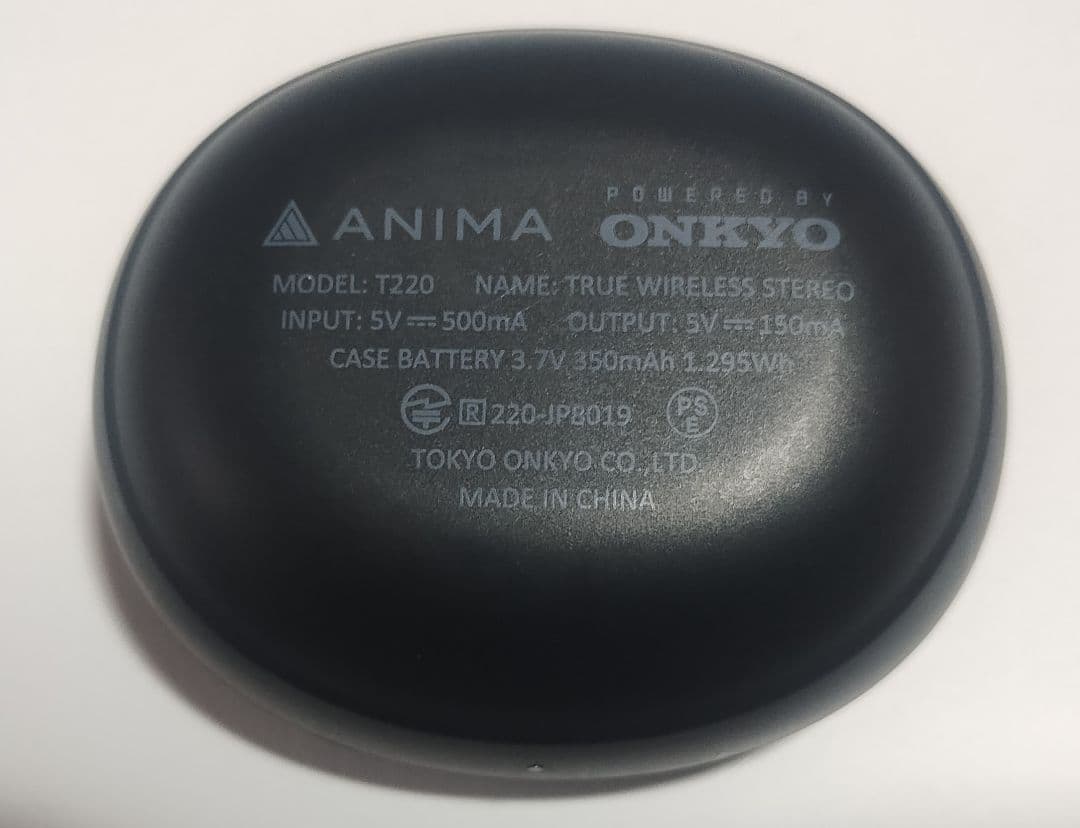 ANIMA POWERED BY ONKYO
MODEL: T220 NAME: TRUE WIRELESS STEREO
INPUT: 5V⎓500mA OUTPUT: 5V⎓150mA
CASE BATTERY 3.7V 350mAh 1.295Wh
R 220-JP8019 PSE
TOKYO ONKYO CO.,LTD.
MADE IN CHINA